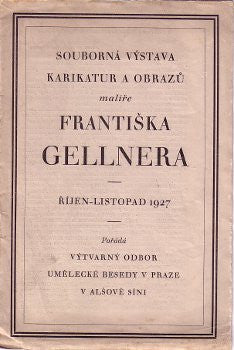 SOUBORNÁ VÝSTAVA
KARIKATUR A OBRAZŮ
malíře
FRANTIŠKA
GELLNERA
ŘÍJEN-LISTOPAD 1927
Pořádá
VÝTVARNÝ ODBOR
UMĚLECKÉ BESEDY V PRAZE
V ALŠOVĚ SÍNI